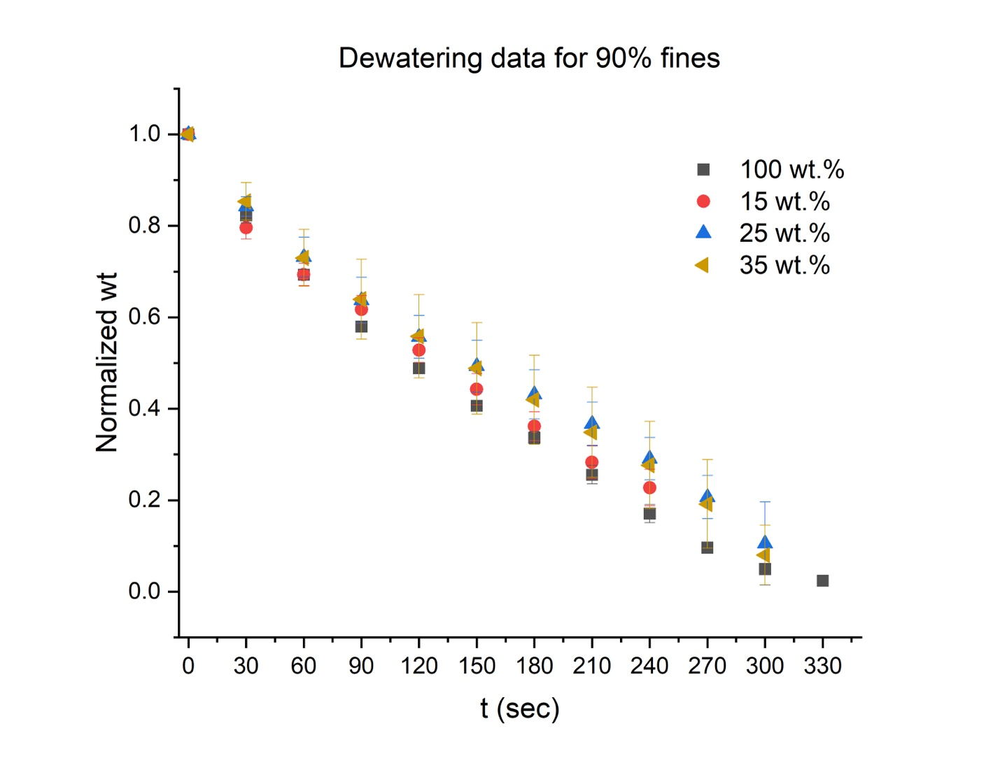 Dewatering data for 90% fines
Normalized wt
1.0
0.8
0.6
0.4
0.2
0.0
100 wt.%
15 wt.%
25 wt.%
35 wt.%
0 30 60 90 120 150 180 210 240 270 300 330
t (sec)